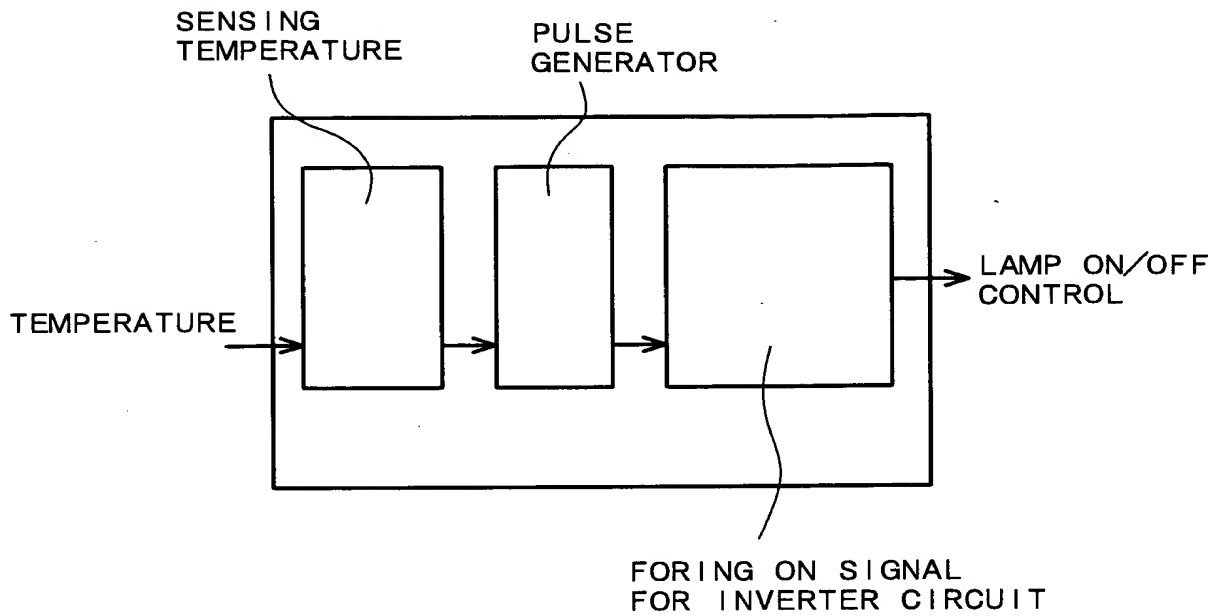 SENSING
TEMPERATURE
PULSE
GENERATOR
TEMPERATURE
LAMP ON/OFF
CONTROL
FORING ON SIGNAL
FOR INVERTER CIRCUIT